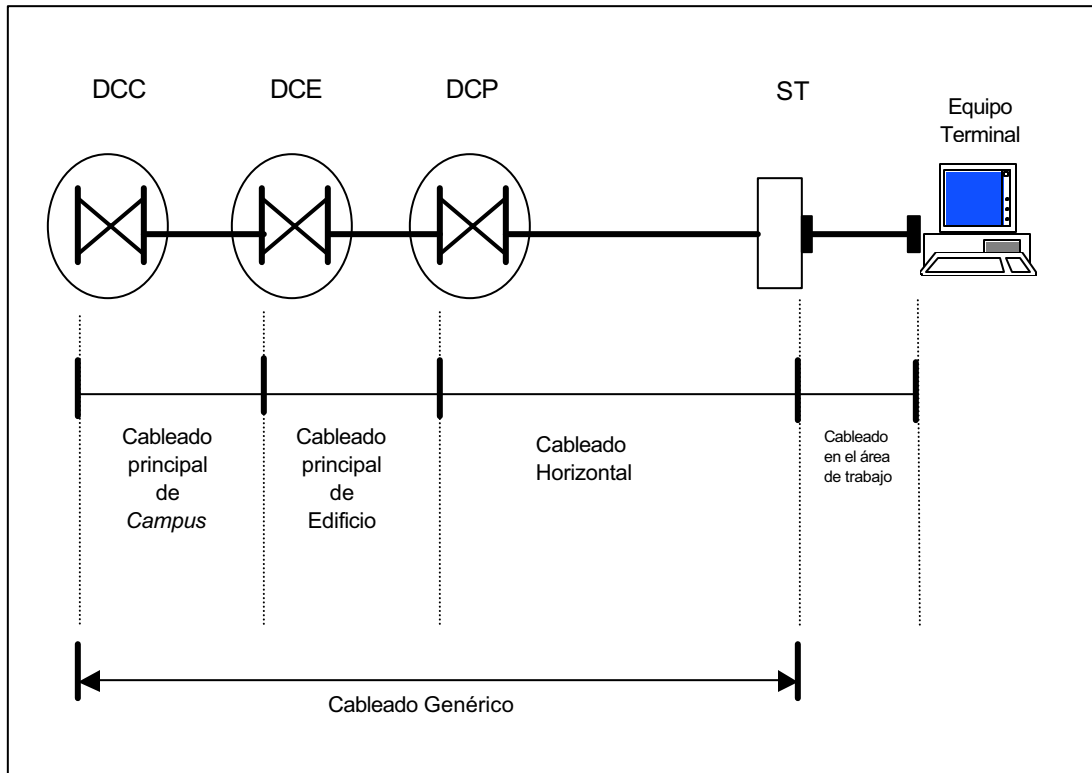 DCC
DCE
DCP
ST
Equipo
Terminal
Cableado
principal
de
Campus
Cableado
principal
de
Edificio
Cableado
Horizontal
Cableado
en el área
de trabajo
Cableado Genérico